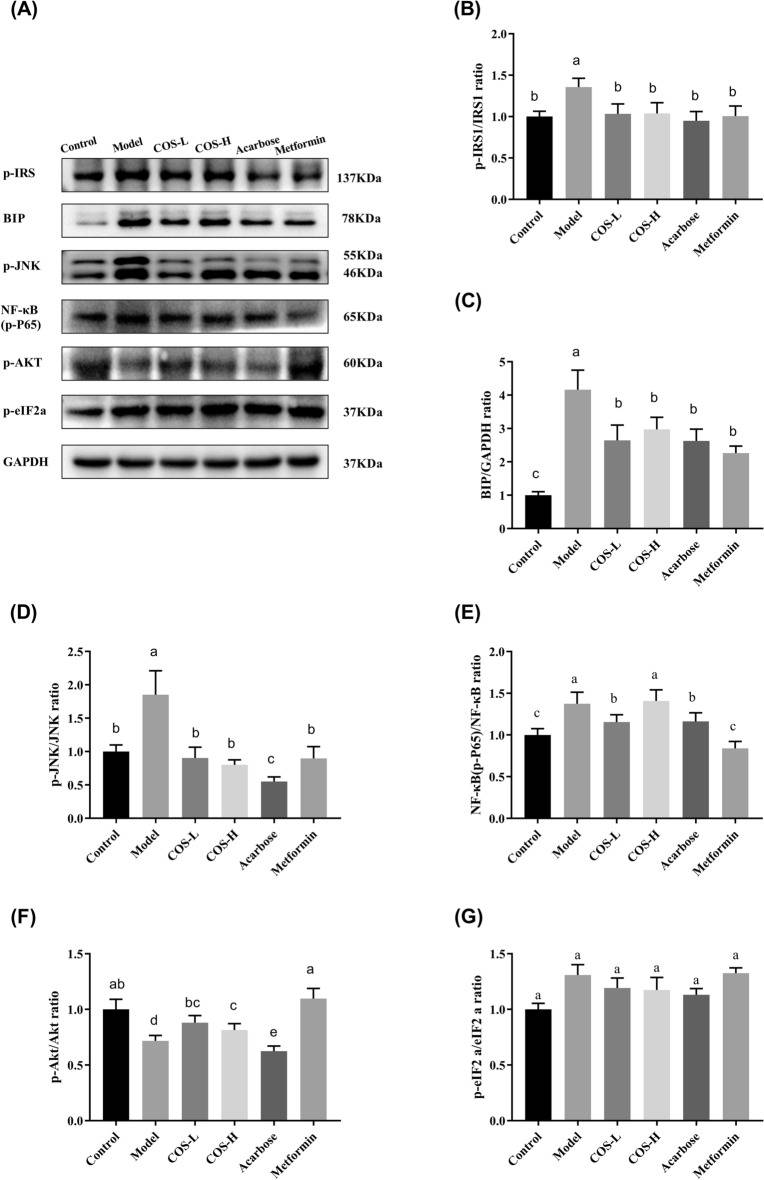 (A)
Control Model COS-L COS-H Acarbose Metformin
p-IRS 137KDa
BIP 78KDa
p-JNK 55KDa
46KDa
NF-κB
(p-P65) 65KDa
p-AKT 60KDa
p-eIF2a 37KDa
GAPDH 37KDa
(B)
p-IRS1/IRS1 ratio
2.0
1.5
1.0
0.5
0.0
b a b b b b
Control Model COS-L COS-H Acarbose Metformin
(C)
BIP/GAPDH ratio
5
4
3
2
1
0
c a b b b b
Control Model COS-L COS-H Acarbose Metformin
(D)
p-JNK/JNK ratio
2.5
2.0
1.5
1.0
0.5
0.0
b a b b c b
Control Model COS-L COS-H Acarbose Metformin
(E)
NF-κB(p-P65)/NF-κB ratio
2.0
1.5
1.0
0.5
0.0
c a b a b c
Control Model COS-L COS-H Acarbose Metformin
(F)
p-Akt/Akt ratio
1.5
1.0
0.5
0.0
ab d bc c e a
Control Model COS-L COS-H Acarbose Metformin
(G)
p-eIF2 a/eIF2 a ratio
1.5
1.0
0.5
0.0
a a a a a a
Control Model COS-L COS-H Acarbose Metformin